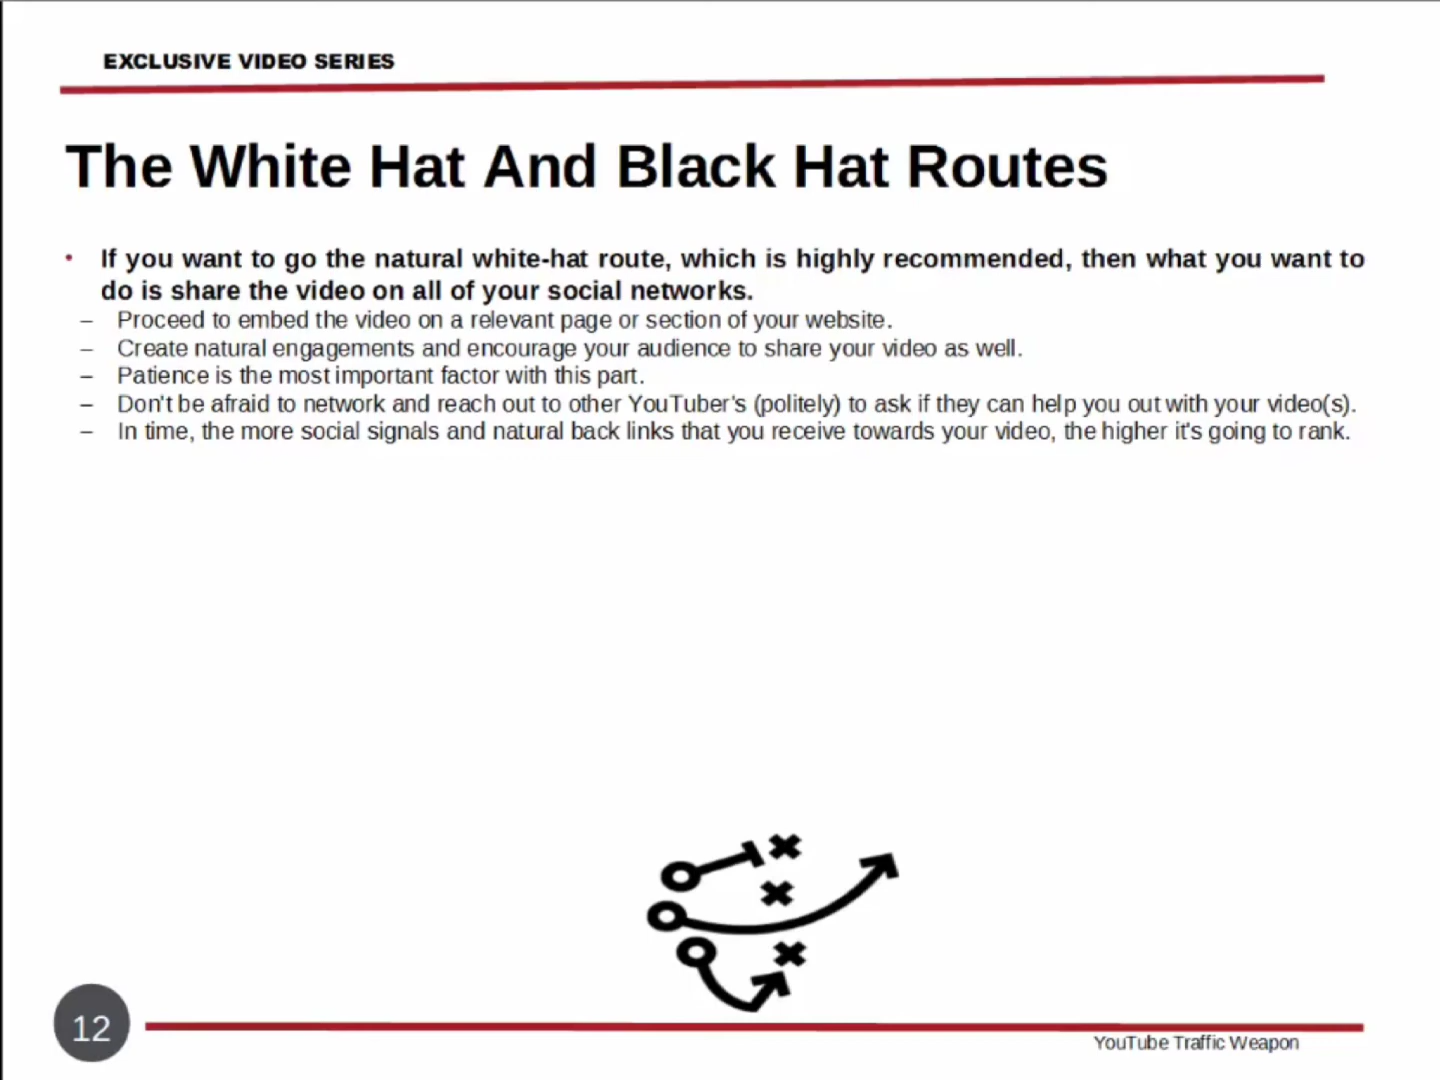 EXCLUSIVE VIDEO SERIES
The White Hat And Black Hat Routes
• If you want to go the natural white-hat route, which is highly recommended, then what you want to
do is share the video on all of your social networks.
– Proceed to embed the video on a relevant page or section of your website.
– Create natural engagements and encourage your audience to share your video as well.
– Patience is the most important factor with this part.
– Don't be afraid to network and reach out to other YouTuber's (politely) to ask if they can help you out with your video(s).
– In time, the more social signals and natural back links that you receive towards your video, the higher it's going to rank.
12
YouTube Traffic Weapon